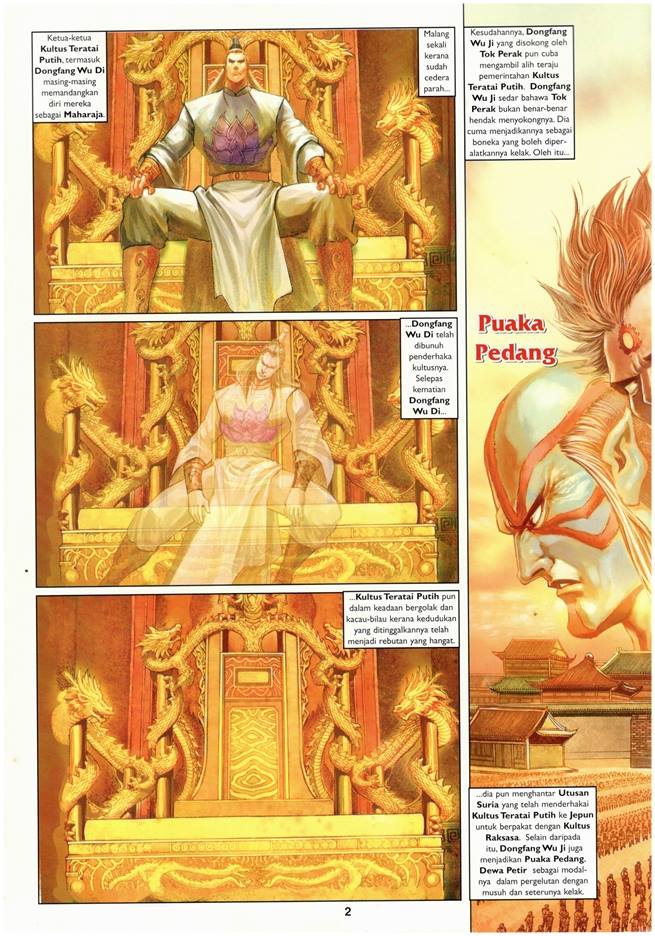 Ketua-ketua
Kultus Teratai
Putih, termasuk
Dongfang Wu Di
masing-masing
memandangkan
diri mereka
sebagai Maharaja.
Malang
sekali
kerana
sudah
cedera
parah...
...Dongfang
Wu Di telah
dibunuh
penderhaka
kultusnya.
Selepas
kematian
Dongfang
Wu Di...
...Kultus Teratai Putih pun
dalam keadaan bergolak dan
kacau-bilau kerana kedudukan
yang ditinggalkannya telah
menjadi rebutan yang hangat.
Kesudahannya, Dongfang
Wu Ji yang disokong oleh
Tok Perak pun cuba
mengambil alih teraju
pemerintahan Kultus
Teratai Putih. Dongfang
Wu Ji sedar bahawa Tok
Perak bukan benar-benar
hendak menyokongnya. Dia
cuma menjadikannya sebagai
boneka yang boleh diper-
alatkannya kelak. Oleh itu...
Puaka
Pedang
...dia pun menghantar Utusan
Suria yang telah menderhakai
Kultus Teratai Putih ke Jepun
untuk berpakat dengan Kultus
Raksasa. Selain daripada
itu, Dongfang Wu Ji juga
menjadikan Puaka Pedang,
Dewa Petir sebagai modal-
nya dalam pergelutan dengan
musuh dan seterunya kelak.
2